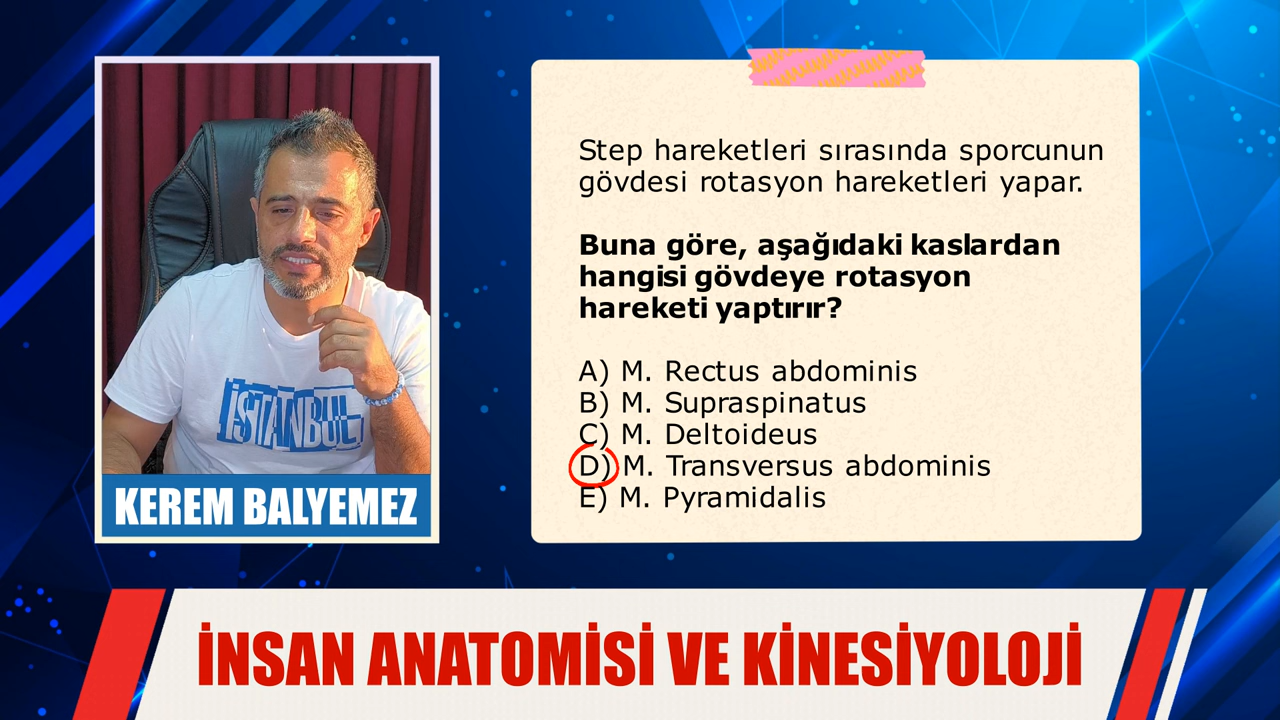 İSTANBUL
KEREM BALYEMEZ
Step hareketleri sırasında sporcunun
gövdesi rotasyon hareketleri yapar.
Buna göre, aşağıdaki kaslardan
hangisi gövdeye rotasyon
hareketi yaptırır?
A) M. Rectus abdominis
B) M. Supraspinatus
C) M. Deltoideus
D) M. Transversus abdominis
E) M. Pyramidalis
İNSAN ANATOMİSİ VE KİNESİYOLOJİ